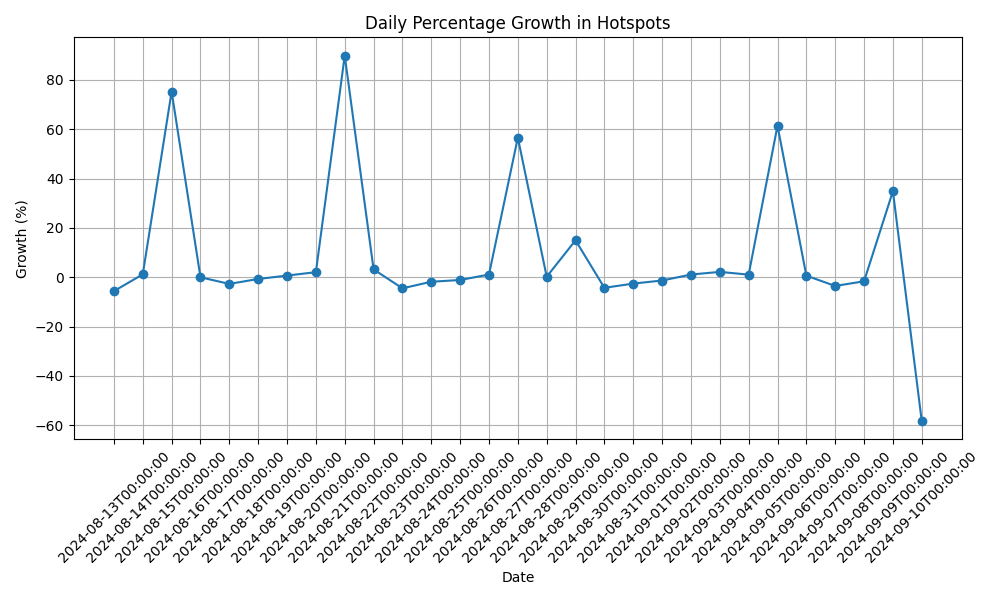 Daily Percentage Growth in Hotspots
Growth (%)
80
60
40
20
0
−20
−40
−60
2024-08-13T00:00:00
2024-08-14T00:00:00
2024-08-15T00:00:00
2024-08-16T00:00:00
2024-08-17T00:00:00
2024-08-18T00:00:00
2024-08-19T00:00:00
2024-08-20T00:00:00
2024-08-21T00:00:00
2024-08-22T00:00:00
2024-08-23T00:00:00
2024-08-24T00:00:00
2024-08-25T00:00:00
2024-08-26T00:00:00
2024-08-27T00:00:00
2024-08-28T00:00:00
2024-08-29T00:00:00
2024-08-30T00:00:00
2024-08-31T00:00:00
2024-09-01T00:00:00
2024-09-02T00:00:00
2024-09-03T00:00:00
2024-09-04T00:00:00
2024-09-05T00:00:00
2024-09-06T00:00:00
2024-09-07T00:00:00
2024-09-08T00:00:00
2024-09-09T00:00:00
2024-09-10T00:00:00
Date